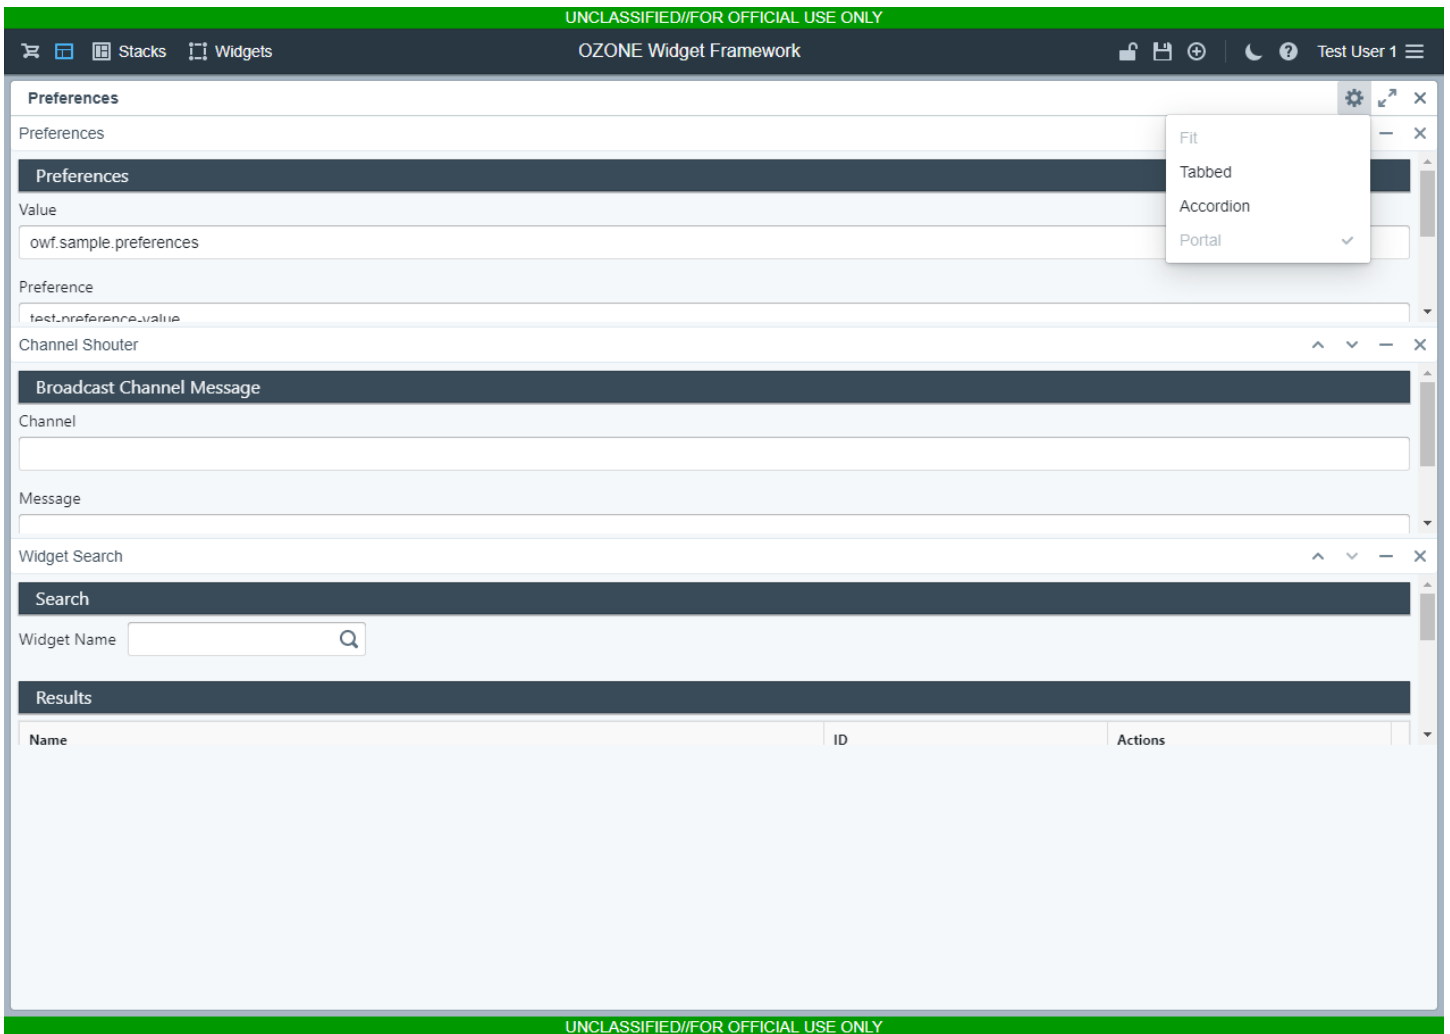 UNCLASSIFIED//FOR OFFICIAL USE ONLY
Stacks Widgets OZONE Widget Framework Test User 1
Preferences
Preferences
Fit
Tabbed
Accordion
Portal
Preferences
Value
owf.sample.preferences
Preference
test-preference-value
Channel Shouter
Broadcast Channel Message
Channel
Message
Widget Search
Search
Widget Name
Results
Name ID Actions
UNCLASSIFIED//FOR OFFICIAL USE ONLY